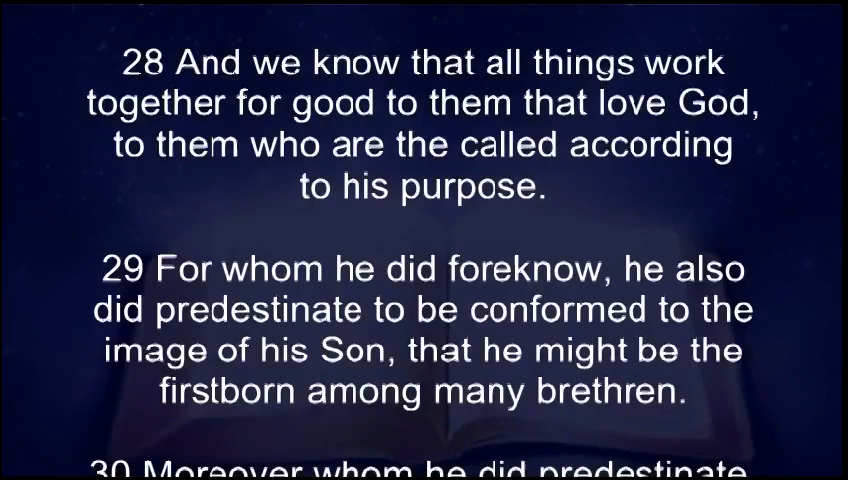 28 And we know that all things work
together for good to them that love God,
to them who are the called according
to his purpose.
29 For whom he did foreknow, he also
did predestinate to be conformed to the
image of his Son, that he might be the
firstborn among many brethren.
30 Moreover whom he did predestinate,